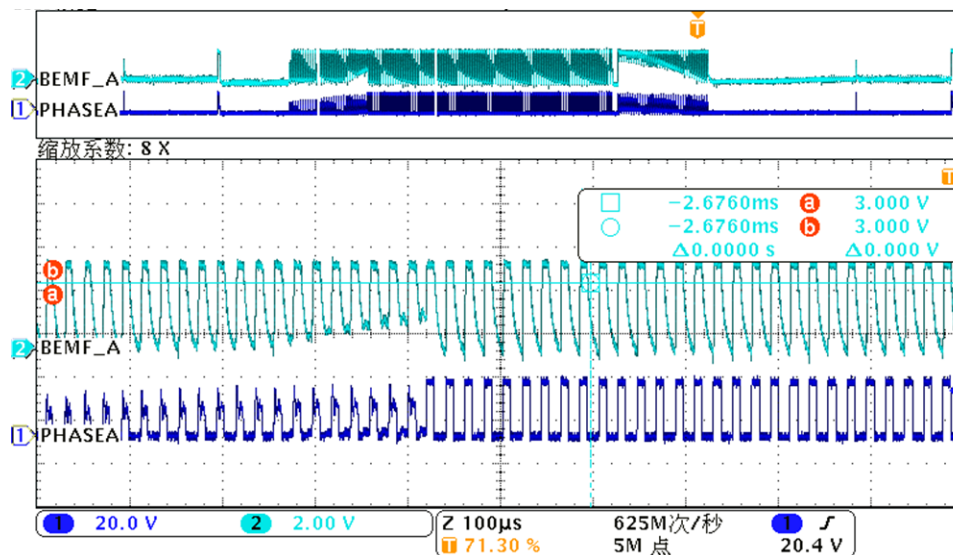 T
2 BEMF_A
1 PHASEA
缩放系数: 8 X
T
−2.6760ms a 3.000 V
−2.6760ms b 3.000 V
Δ0.0000 s Δ0.000 V
b
a
2 BEMF_A
1 PHASEA
1 20.0 V 2 2.00 V Z 100µs 625M次/秒 1
T 71.30 % 5M 点 20.4 V